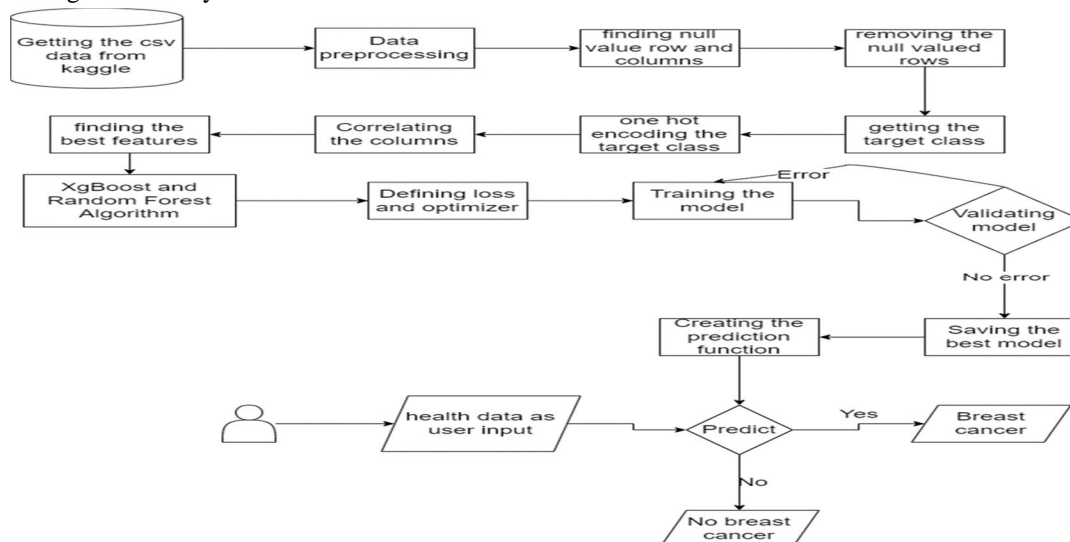 Getting the csv
data from
kaggle
Data
preprocessing
finding null
value row and
columns
removing the
null valued
rows
finding the
best features
Correlating
the columns
one hot
encoding the
target class
getting the
target class
XgBoost and
Random Forest
Algorithm
Defining loss
and optimizer
Training the
model
Error
Validating
model
No error
Creating the
prediction
function
Saving the
best model
health data as
user input
Predict
Yes
Breast
cancer
No
No breast
cancer